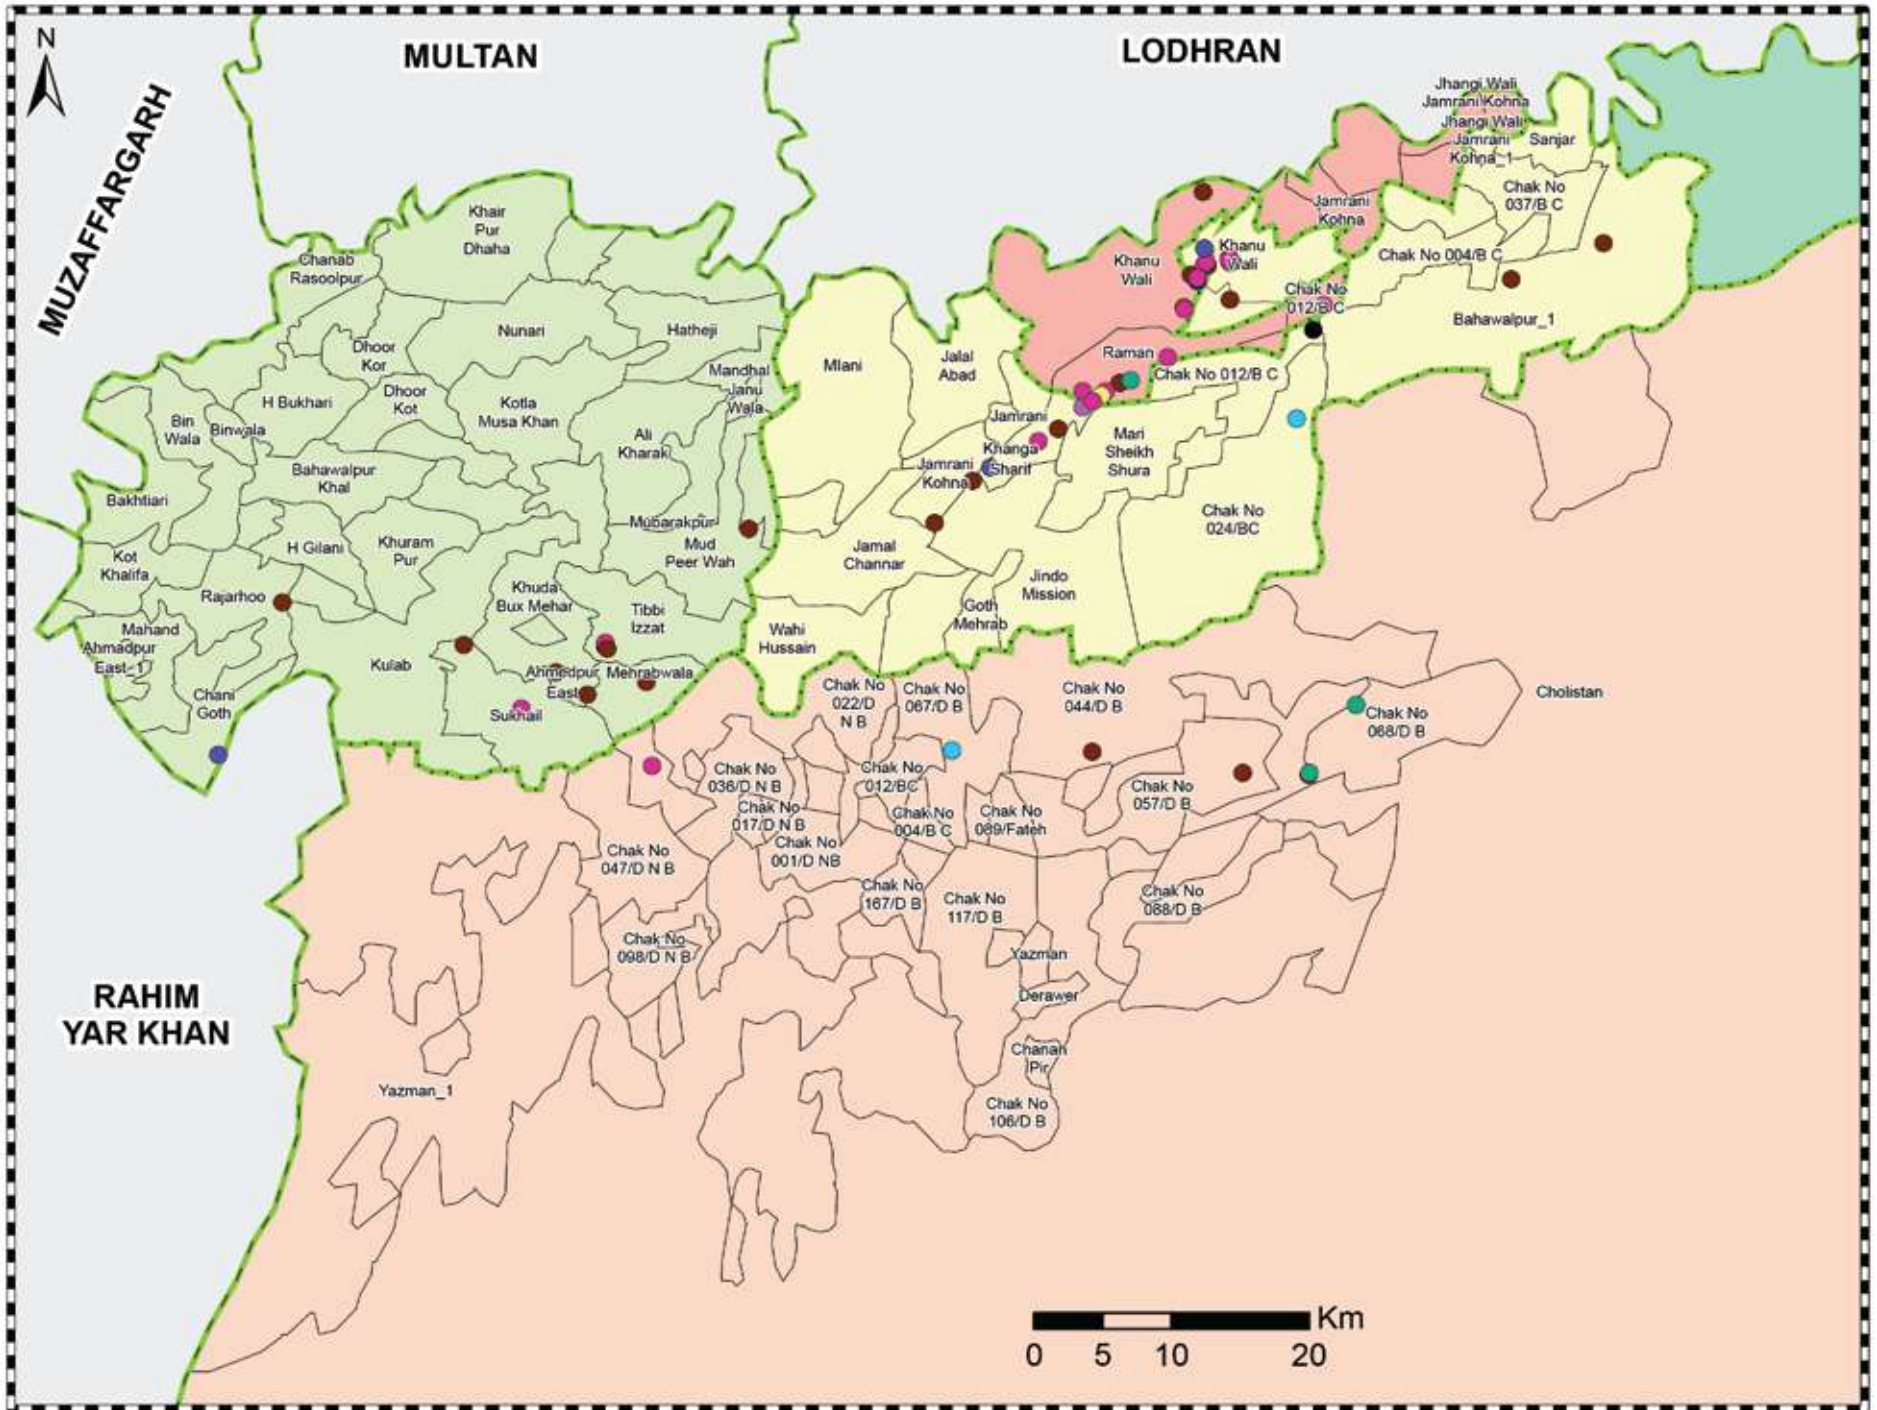 N
MULTAN
LODHRAN
MUZAFFARGARH
Jhangi Wali
Jamrani Kohna
Jhangi Wali
Jamrani
Kohna_1
Sanjar
Chak No
037/B C
Khair
Pur
Dhaha
Jamrani
Kohna
Chanab
Rasoolpur
Khanu
Wali
Khanu
Wali
Chak No 004/B C
Chak No
012/B C
Bahawalpur_1
Nunari
Hatheji
Dhoor
Kor
Mlani
Jalal
Abad
Raman
Chak No 012/B C
Mandhal
Janu
Wala
H Bukhari
Dhoor
Kot
Kotla
Musa Khan
Bin
Wala
Binwala
Ali
Kharak
Jamrani
Khanga
Sharif
Mari
Sheikh
Shura
Jamrani
Kohna
Bahawalpur
Khal
Bakhtiari
Mubarakpur
Mud
Peer Wah
Chak No
024/BC
H Gilani
Khuram
Pur
Kot
Khalifa
Jamal
Channar
Jindo
Mission
Rajarhoo
Khuda
Bux Mehar
Tibbi
Izzat
Goth
Mehrab
Wahi
Hussain
Mahand
Ahmadpur
East_1
Kulab
Ahmedpur
East
Mehrabwala
Chani
Goth
Sukhail
Chak No
022/D
N B
Chak No
067/D B
Chak No
044/D B
Cholistan
Chak No
068/D B
Chak No
036/D N B
Chak No
012/BC
Chak No
057/D B
Chak No
017/D N B
Chak No
004/B C
Chak No
089/Fateh
Chak No
047/D N B
Chak No
001/D NB
Chak No
167/D B
Chak No
117/D B
Chak No
088/D B
Chak No
098/D N B
Yazman
Derawer
RAHIM
YAR KHAN
Chanan
Pir
Yazman_1
Chak No
106/D B
Km
0 5 10 20